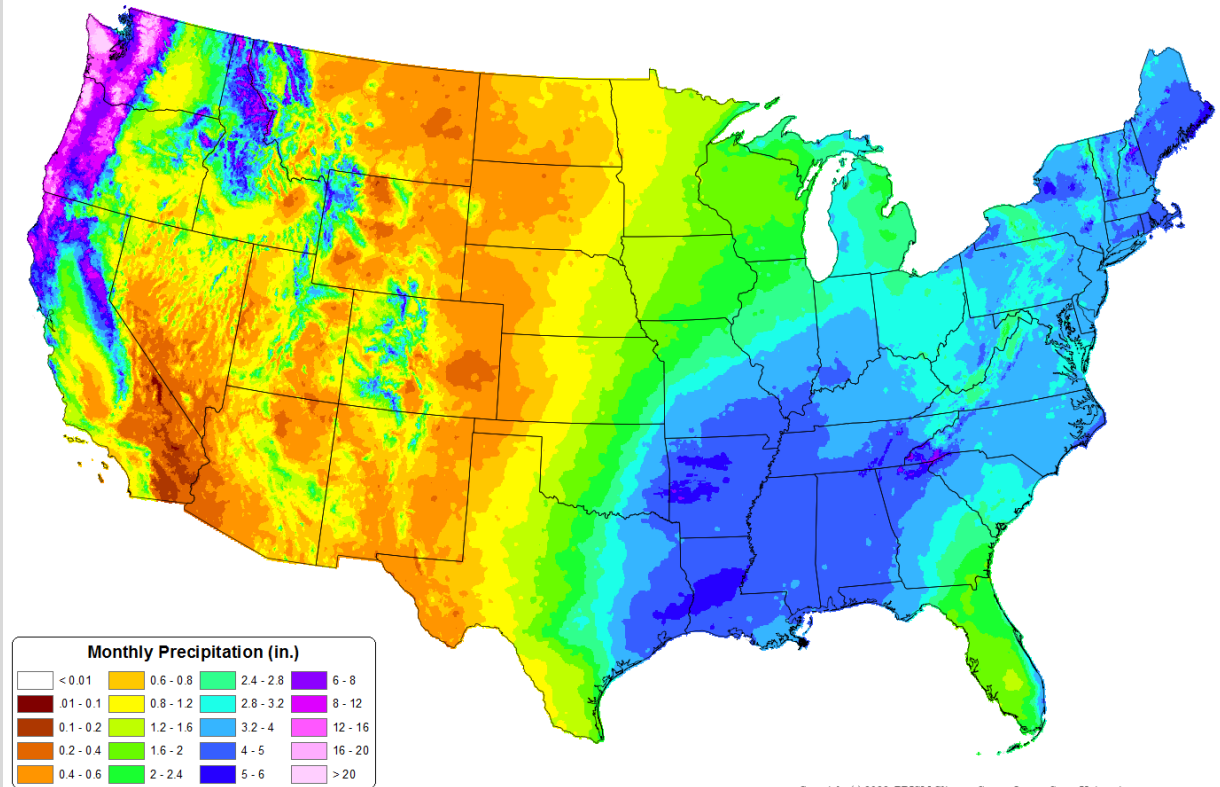 Monthly Precipitation (in.)
< 0.01 0.6 - 0.8 2.4 - 2.8 6 - 8
.01 - 0.1 0.8 - 1.2 2.8 - 3.2 8 - 12
0.1 - 0.2 1.2 - 1.6 3.2 - 4 12 - 16
0.2 - 0.4 1.6 - 2 4 - 5 16 - 20
0.4 - 0.6 2 - 2.4 5 - 6 > 20